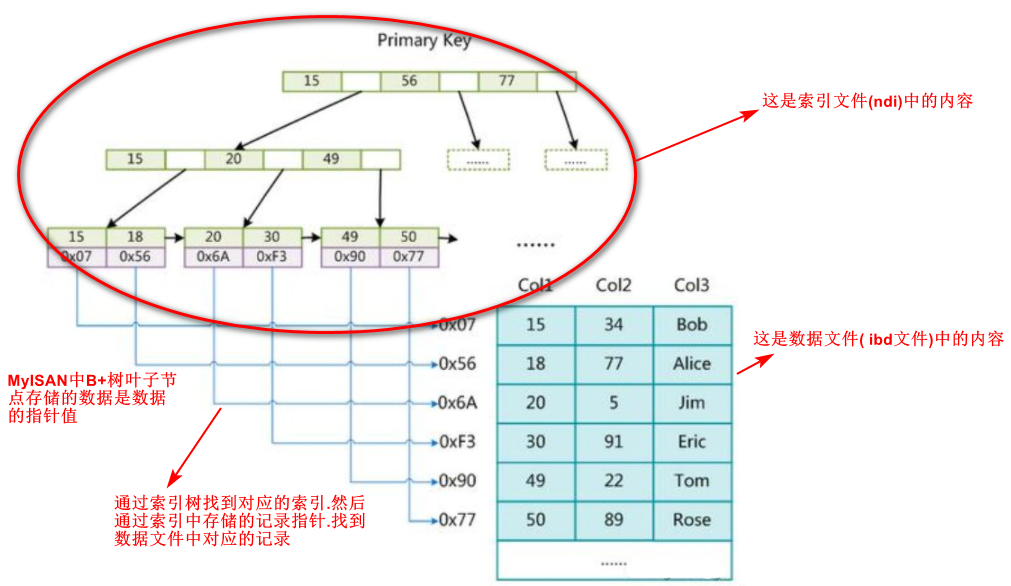 Primary Key
15 56 77
这是索引文件(ndi)中的内容
15 20 49
...... ......
15 18 20 30 49 50
0x07 0x56 0x6A 0xF3 0x90 0x77
......
Col1 Col2 Col3
0x07 15 34 Bob
这是数据文件( ibd文件)中的内容
0x56 18 77 Alice
MyISAN中B+树叶子节
点存储的数据是数据
的指针值
0x6A 20 5 Jim
0xF3 30 91 Eric
0x90 49 22 Tom
通过索引树找到对应的索引.然后
通过索引中存储的记录指针.找到
数据文件中对应的记录
0x77 50 89 Rose
......